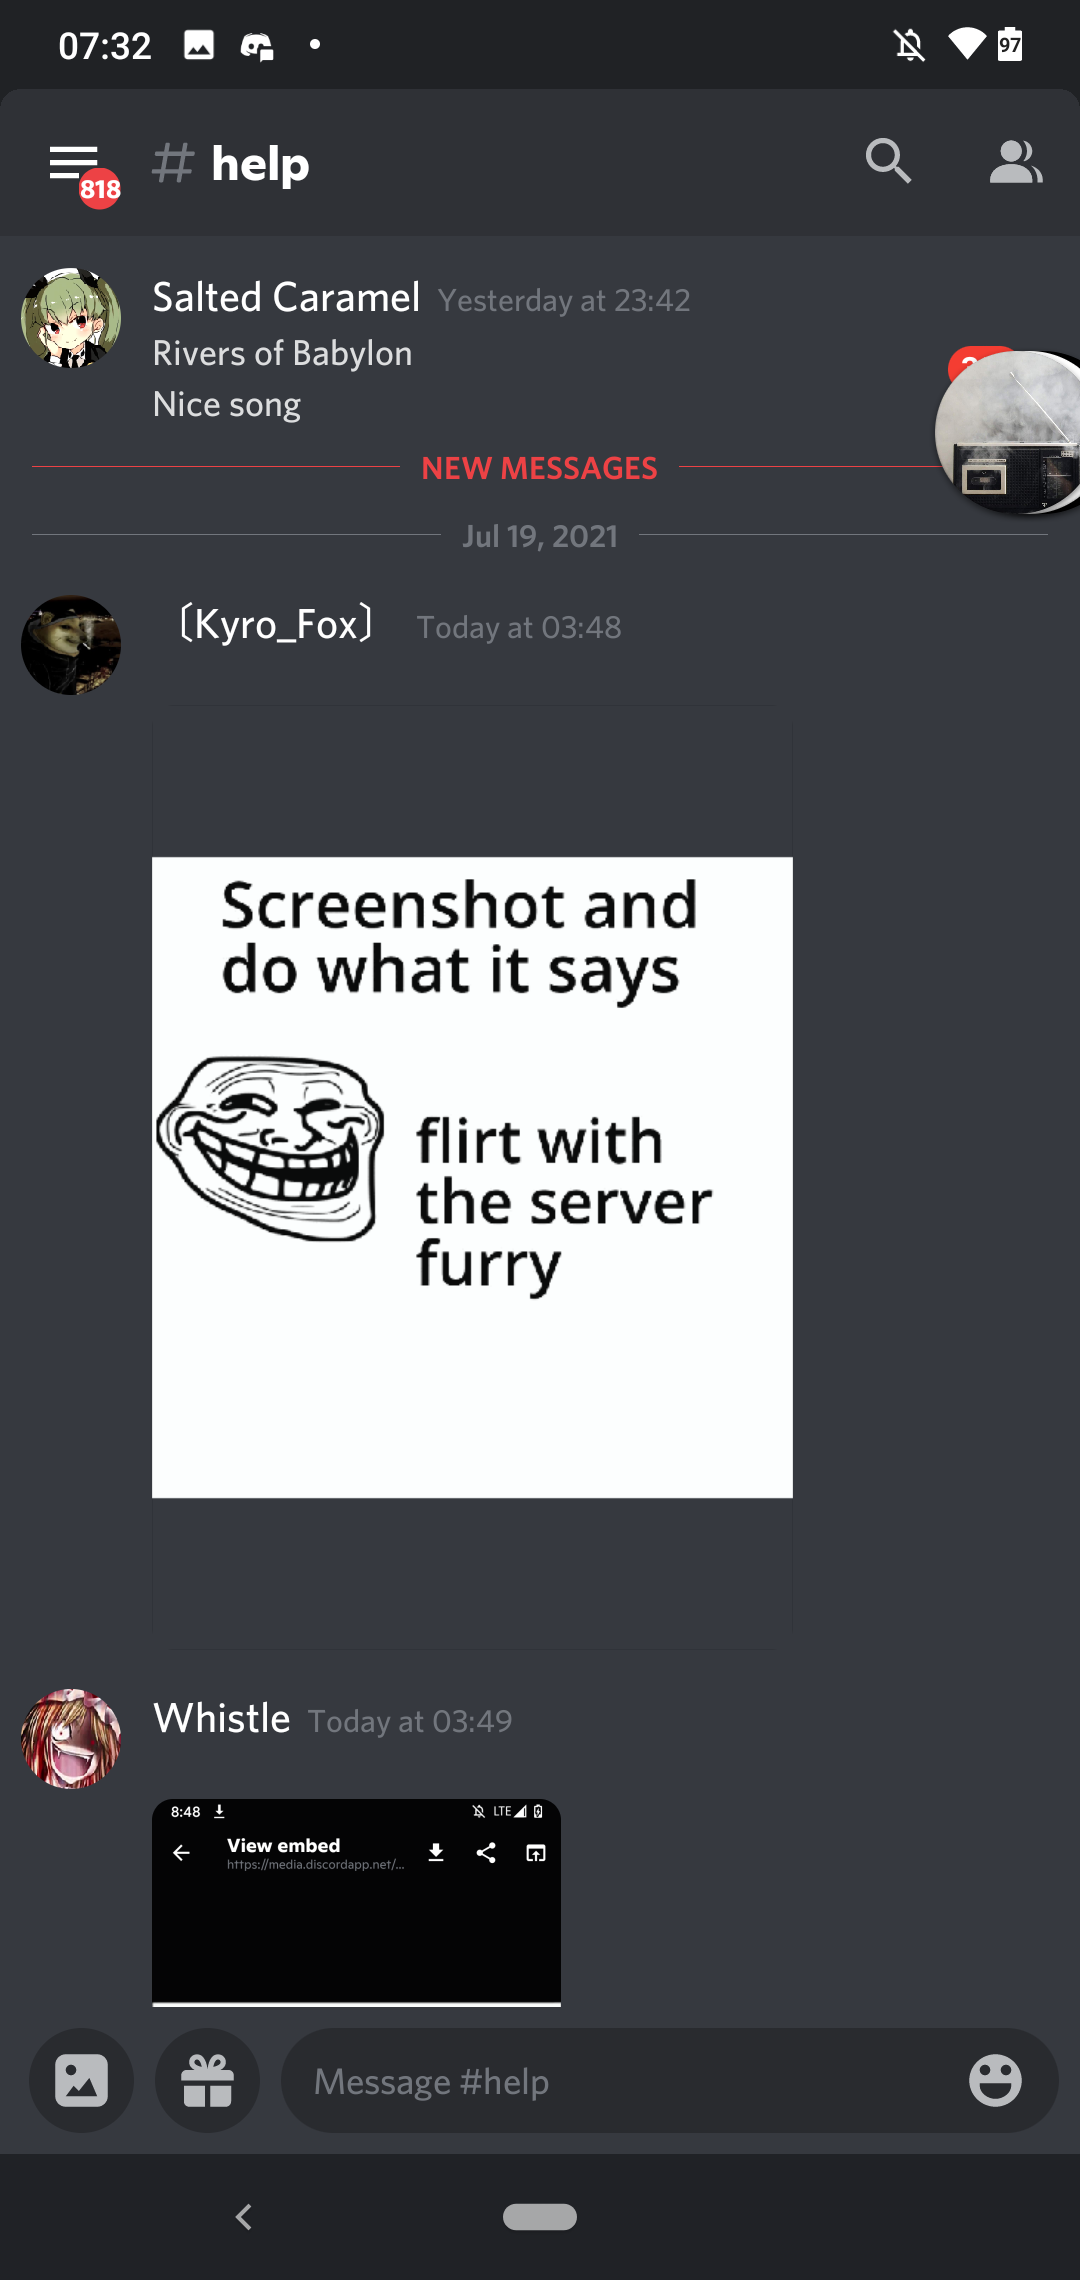 07:32
97
818
# help
Salted Caramel Yesterday at 23:42
Rivers of Babylon
Nice song
NEW MESSAGES
Jul 19, 2021
〔Kyro_Fox〕 Today at 03:48
Screenshot and
do what it says
flirt with
the server
furry
Whistle Today at 03:49
8:48
LTE
View embed
https://media.discordapp.net/...
Message #help